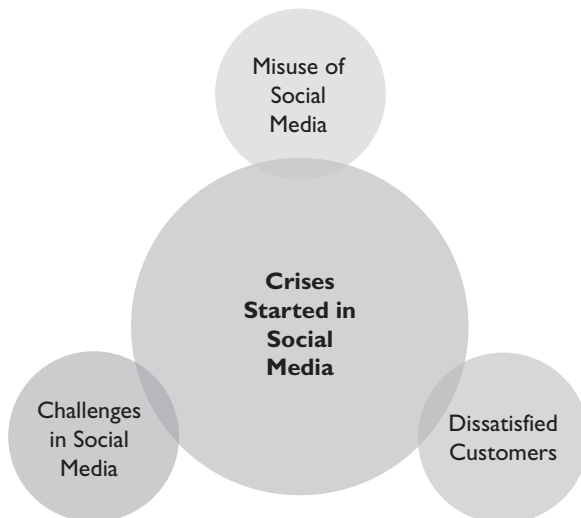 Misuse of
Social
Media
Crises
Started in
Social
Media
Challenges
in Social
Media
Dissatisfied
Customers